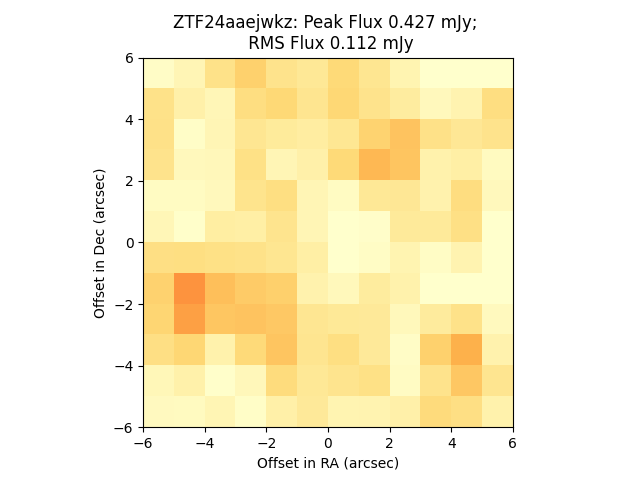 ZTF24aaejwkz: Peak Flux 0.427 mJy;
RMS Flux 0.112 mJy
6
4
2
0
−2
−4
−6
Offset in Dec (arcsec)
−6 −4 −2 0 2 4 6
Offset in RA (arcsec)